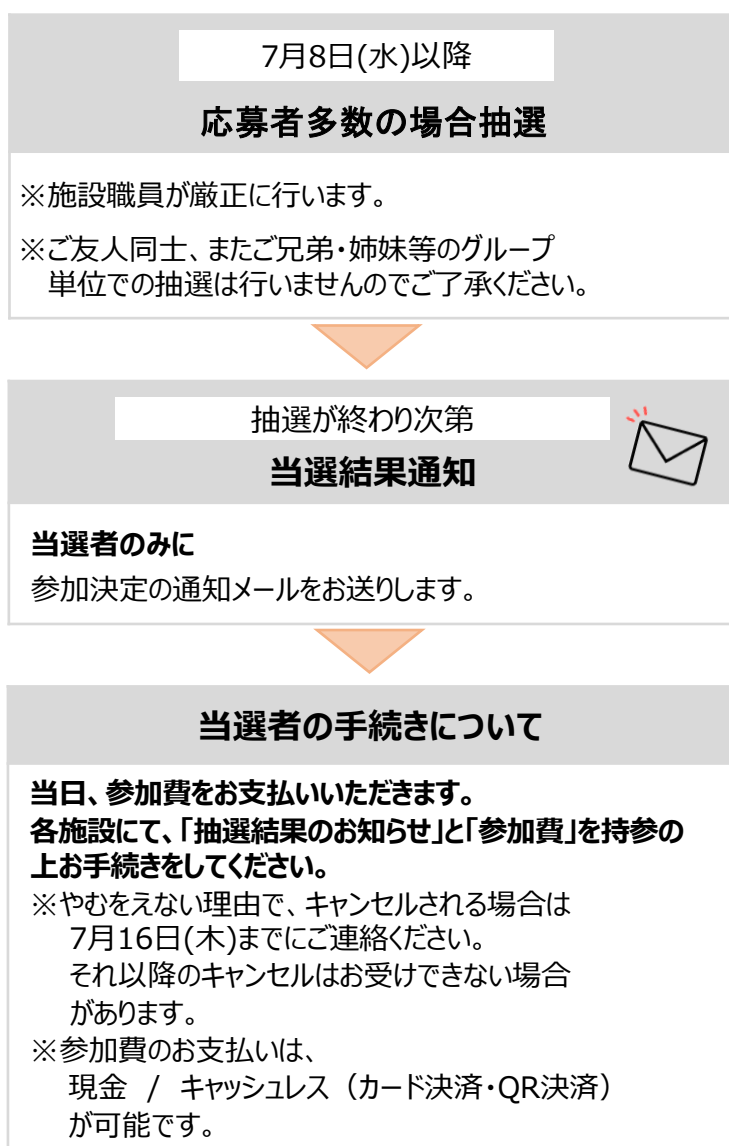 7月8日(水)以降
応募者多数の場合抽選
※施設職員が厳正に行います。
※ご友人同士、またご兄弟・姉妹等のグループ
単位での抽選は行いませんのでご了承ください。
抽選が終わり次第
当選結果通知
当選者のみに
参加決定の通知メールをお送りします。
当選者の手続きについて
当日、参加費をお支払いいただきます。
各施設にて、「抽選結果のお知らせ」と「参加費」を持参の
上お手続きをしてください。
※やむをえない理由で、キャンセルされる場合は
7月16日(木)までにご連絡ください。
それ以降のキャンセルはお受けできない場合
があります。
※参加費のお支払いは、
現金 / キャッシュレス（カード決済・QR決済）
が可能です。